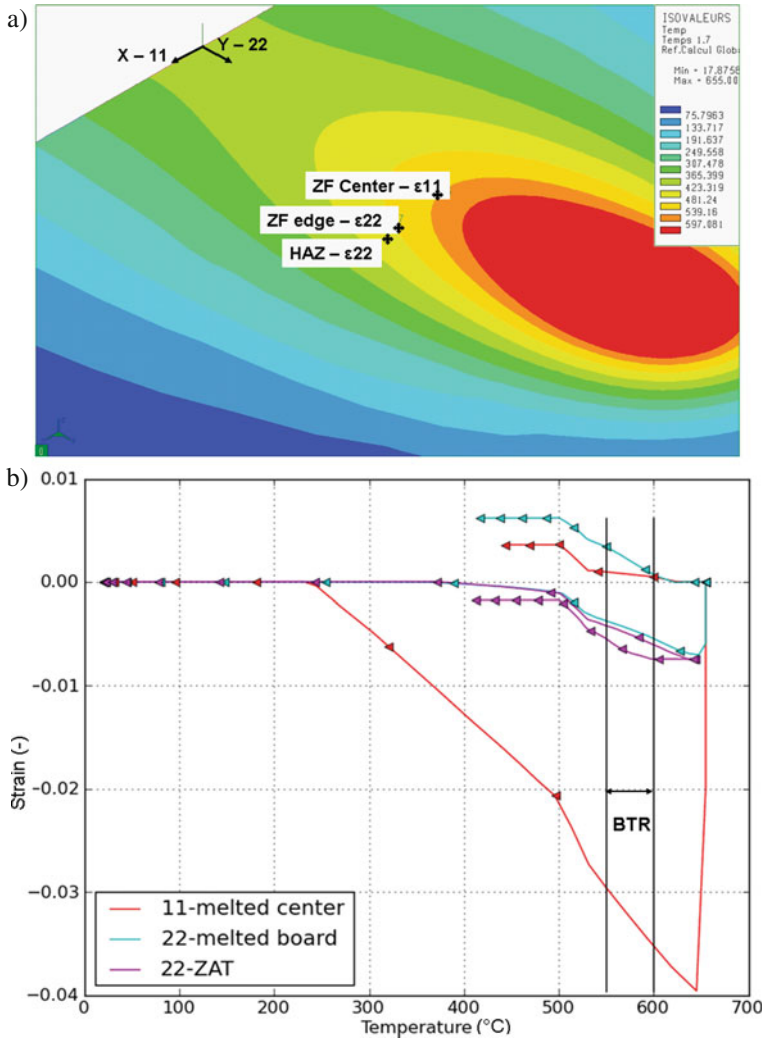 a)
X – 11
Y – 22
ZF Center – ε11
ZF edge – ε22
HAZ – ε22
ISOVALEURS
Temp
Temps 1.7
Ref.Calcul Globa
Min = 17.8758
Max = 655.00
75.7963
133.717
191.637
249.558
307.478
365.399
423.319
481.24
539.16
597.081
b)
0.01
0.00
−0.01
−0.02
−0.03
−0.04
Strain (-)
BTR
11-melted center
22-melted board
22-ZAT
0
100
200
300
400
500
600
700
Temperature (°C)